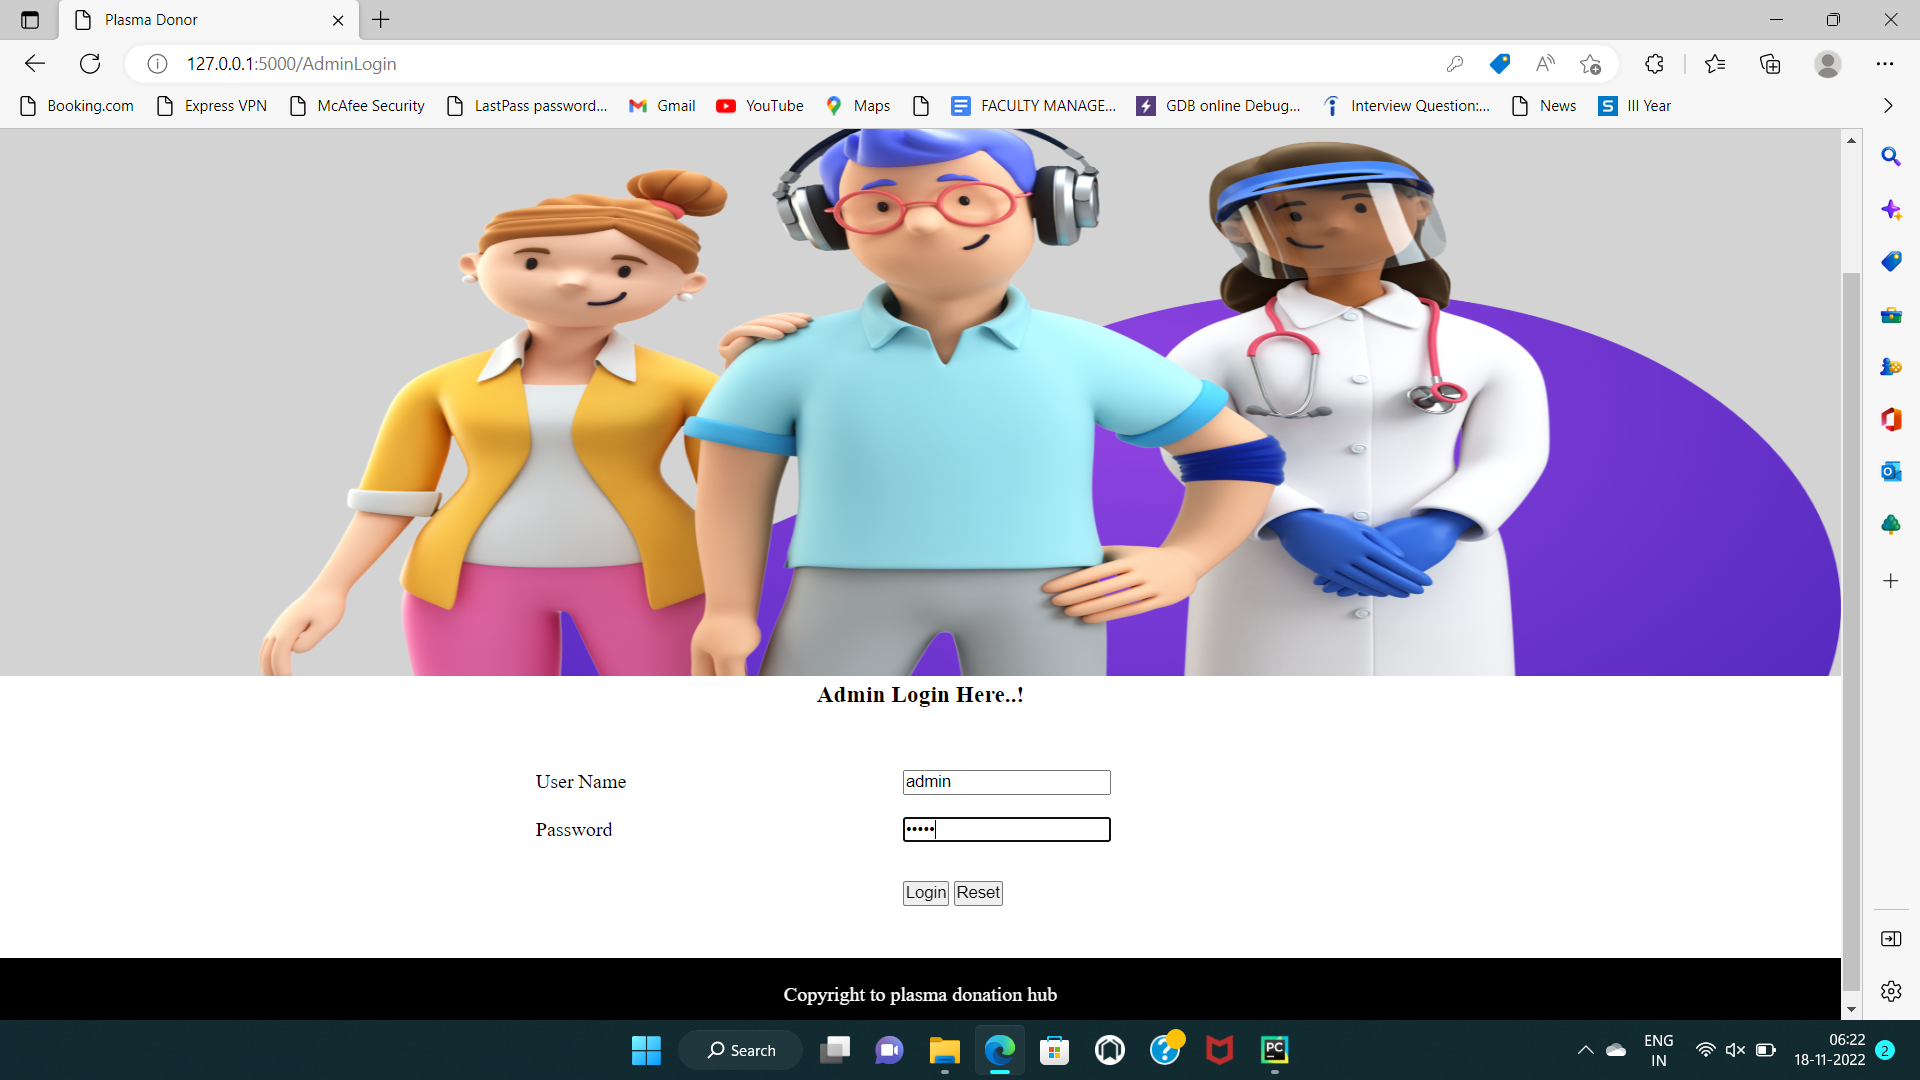 Plasma Donor
127.0.0.1:5000/AdminLogin
Booking.com Express VPN McAfee Security LastPass password... Gmail YouTube Maps FACULTY MANAGE... GDB online Debug... Interview Question:... News S III Year
Admin Login Here..!
User Name admin
Password •••••
Login Reset
Copyright to plasma donation hub
Search
PC
ENG
IN
06:22
18-11-2022
2